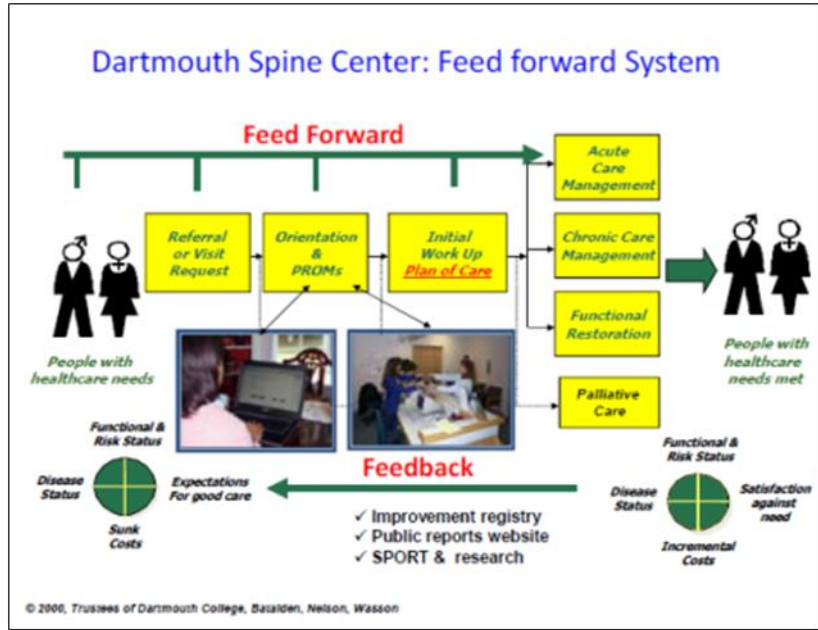 Dartmouth Spine Center: Feed forward System
Feed Forward
Referral
or Visit
Request
Orientation
&
PROMs
Initial
Work Up
Plan of Care
Acute
Care
Management
Chronic Care
Management
Functional
Restoration
Palliative
Care
People with
healthcare needs
People with
healthcare
needs met
Functional &
Risk Status
Disease
Status
Expectations
For good care
Sunk
Costs
Feedback
✓ Improvement registry
✓ Public reports website
✓ SPORT & research
Functional &
Risk Status
Disease
Status
Satisfaction
against
need
Incremental
Costs
© 2000, Trustees of Dartmouth College, Batalden, Nelson, Wasson